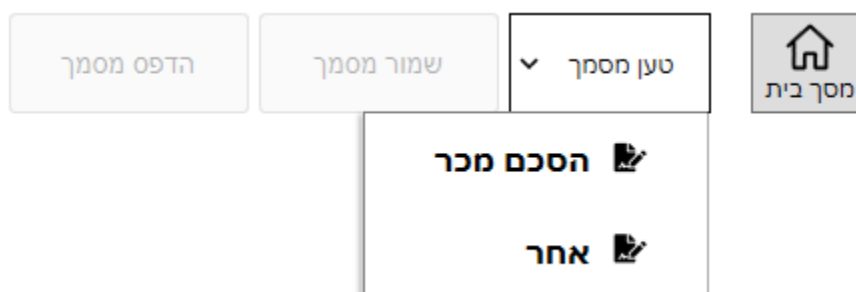 מסך בית
טען מסמך
שמור מסמך
הדפס מסמך
הסכם מכר
אחר